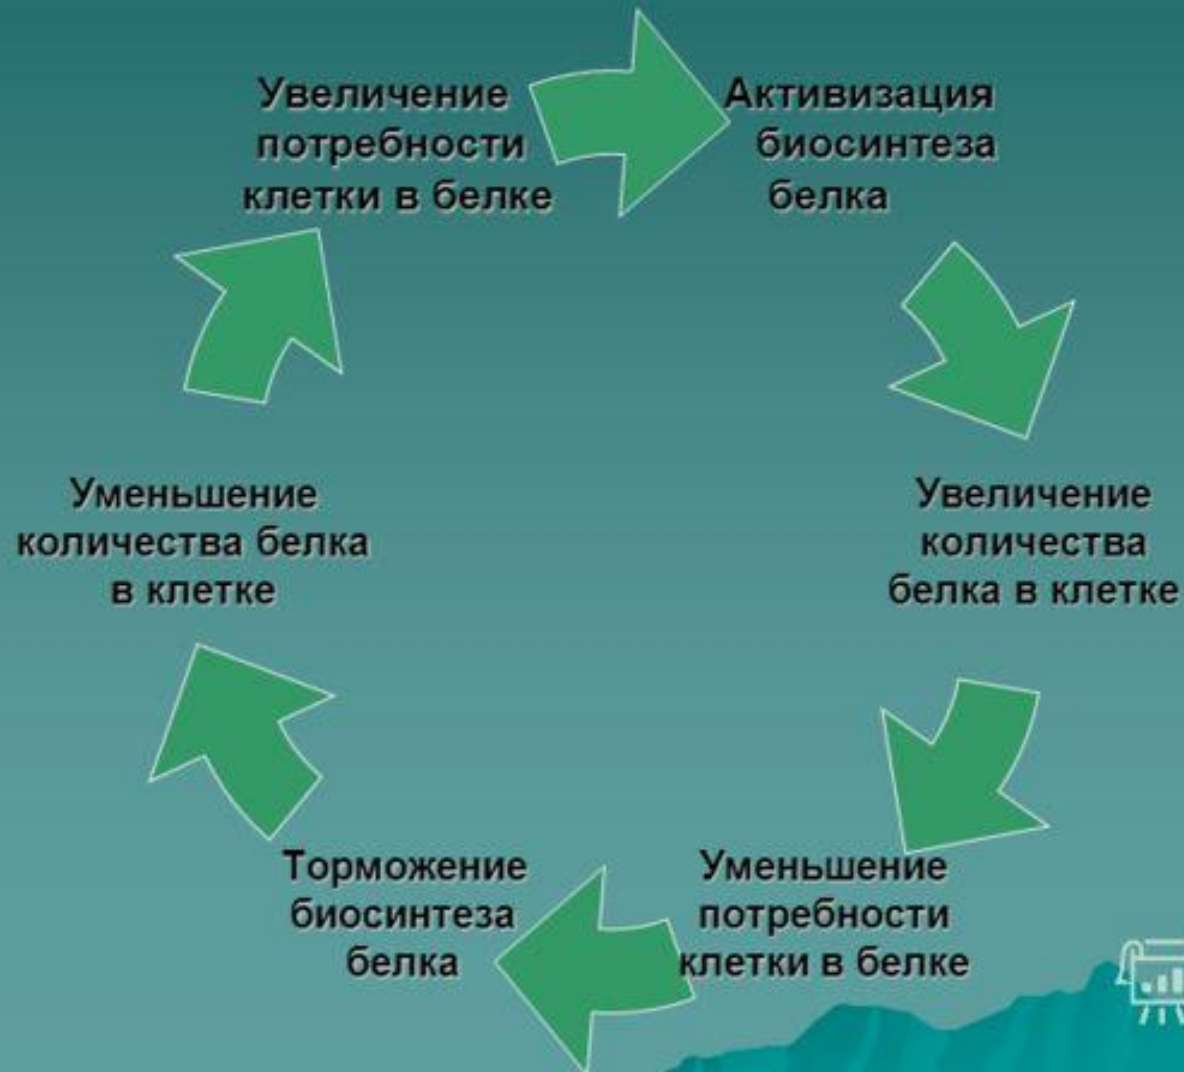 Увеличение
потребности
клетки в белке
Активизация
биосинтеза
белка
Увеличение
количества
белка в клетке
Уменьшение
потребности
клетки в белке
Торможение
биосинтеза
белка
Уменьшение
количества белка
в клетке